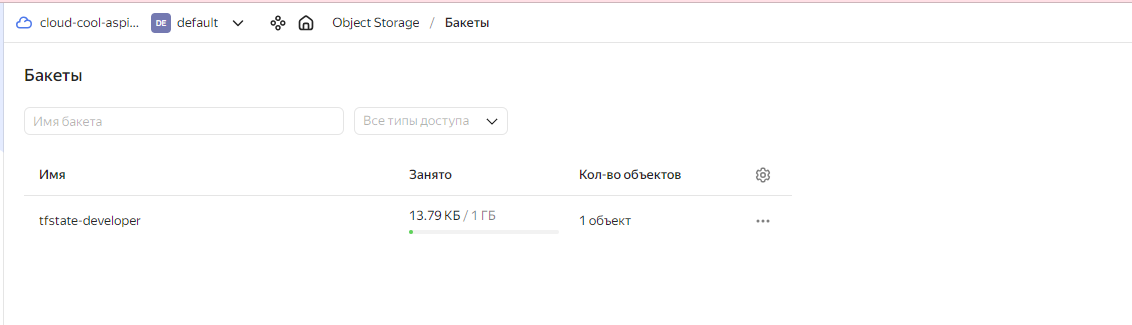 cloud-cool-aspi... DE default Object Storage / Бакеты
Бакеты
Имя бакета Все типы доступа
Имя Занято Кол-во объектов
tfstate-developer 13.79 КБ / 1 ГБ 1 объект